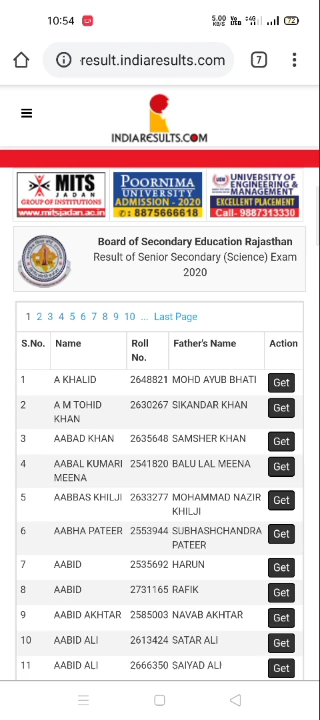 10:54
5.00 KB/S
72
result.indiaresults.com
7
INDIARESULTS.COM
MITS
JADAN
GROUP OF INSTITUTIONS
www.mitsjadan.ac.in
POORNIMA
UNIVERSITY
ADMISSION - 2020
: 8875666618
UNIVERSITY OF
ENGINEERING &
MANAGEMENT
EXCELLENT PLACEMENT
Call- 9887313330
Board of Secondary Education Rajasthan
Result of Senior Secondary (Science) Exam
2020
1 2 3 4 5 6 7 8 9 10 ... Last Page
S.No. Name Roll No. Father's Name Action
1 A KHALID 2648821 MOHD AYUB BHATI Get
2 A M TOHID KHAN 2630267 SIKANDAR KHAN Get
3 AABAD KHAN 2635648 SAMSHER KHAN Get
4 AABAL KUMARI MEENA 2541820 BALU LAL MEENA Get
5 AABBAS KHILJI 2633277 MOHAMMAD NAZIR KHILJI Get
6 AABHA PATEER 2553944 SUBHASHCHANDRA PATEER Get
7 AABID 2535692 HARUN Get
8 AABID 2731165 RAFIK Get
9 AABID AKHTAR 2585003 NAVAB AKHTAR Get
10 AABID ALI 2613424 SATAR ALI Get
11 AABID ALI 2666350 SAIYAD ALI Get